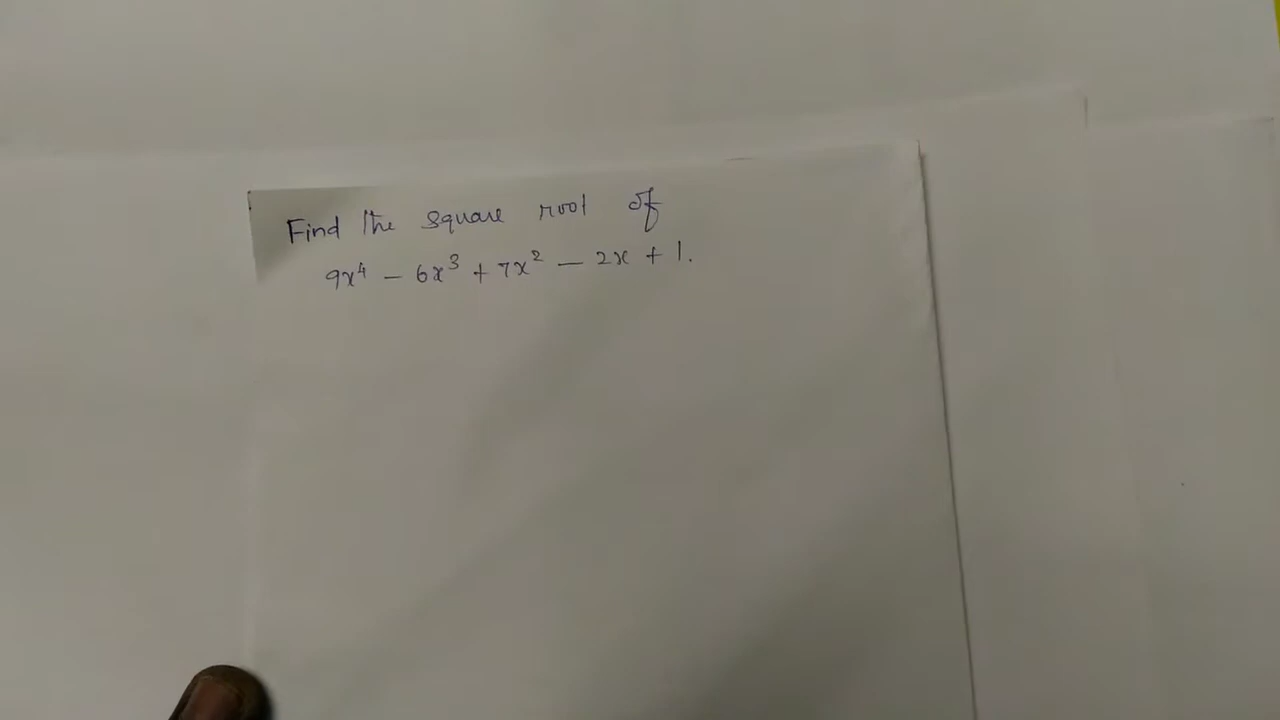 Find the square root of
9x⁴ – 6x³ + 7x² – 2x + 1.